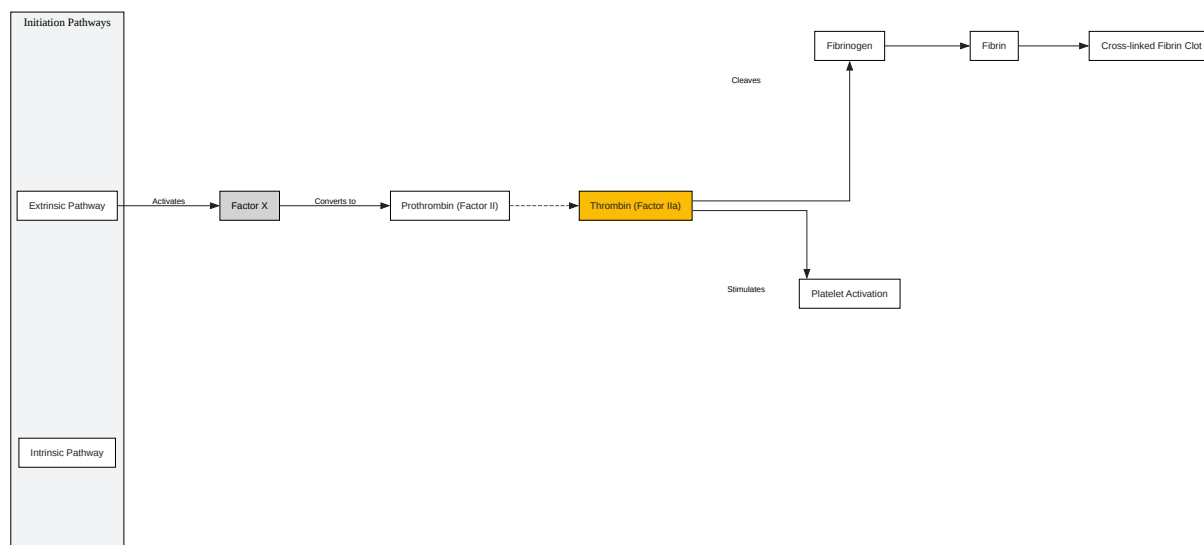 Initiation Pathways
Fibrinogen
Fibrin
Cross-linked Fibrin Clot
Cleaves
Extrinsic Pathway
Activates
Factor X
Converts to
Prothrombin (Factor II)
Thrombin (Factor IIa)
Stimulates
Platelet Activation
Intrinsic Pathway